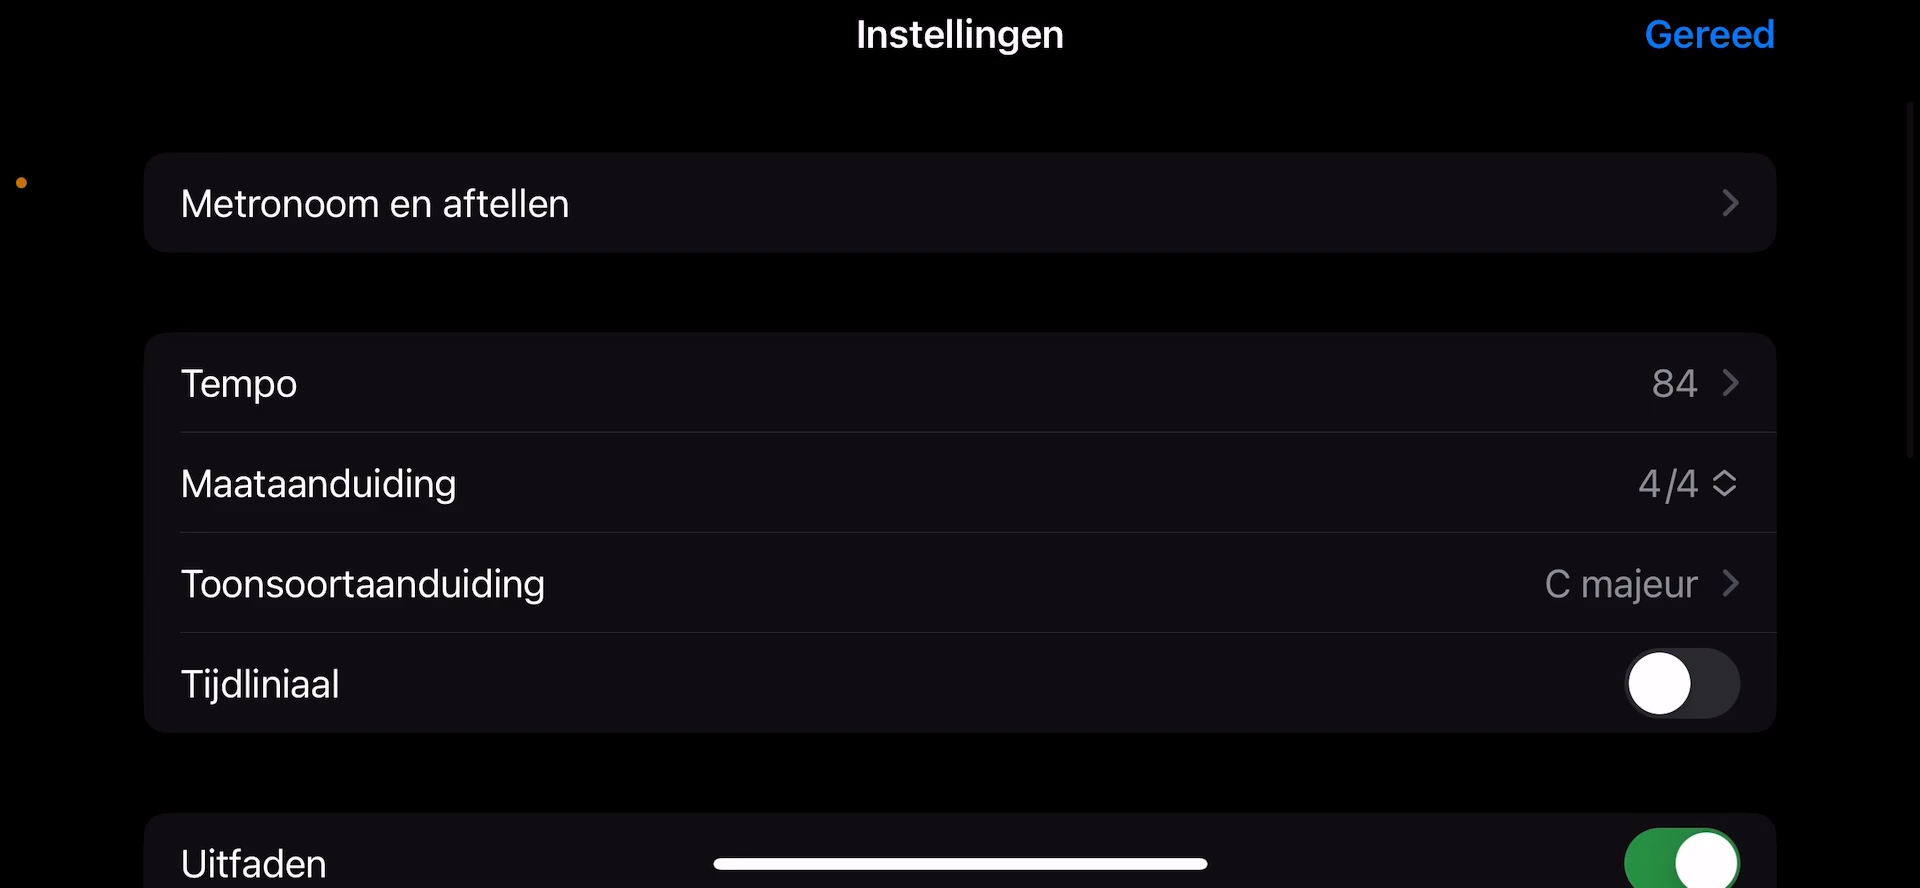 Instellingen
Gereed
Metronoom en aftellen
Tempo 84
Maataanduiding 4/4
Toonsoortaanduiding C majeur
Tijdliniaal
Uitfaden